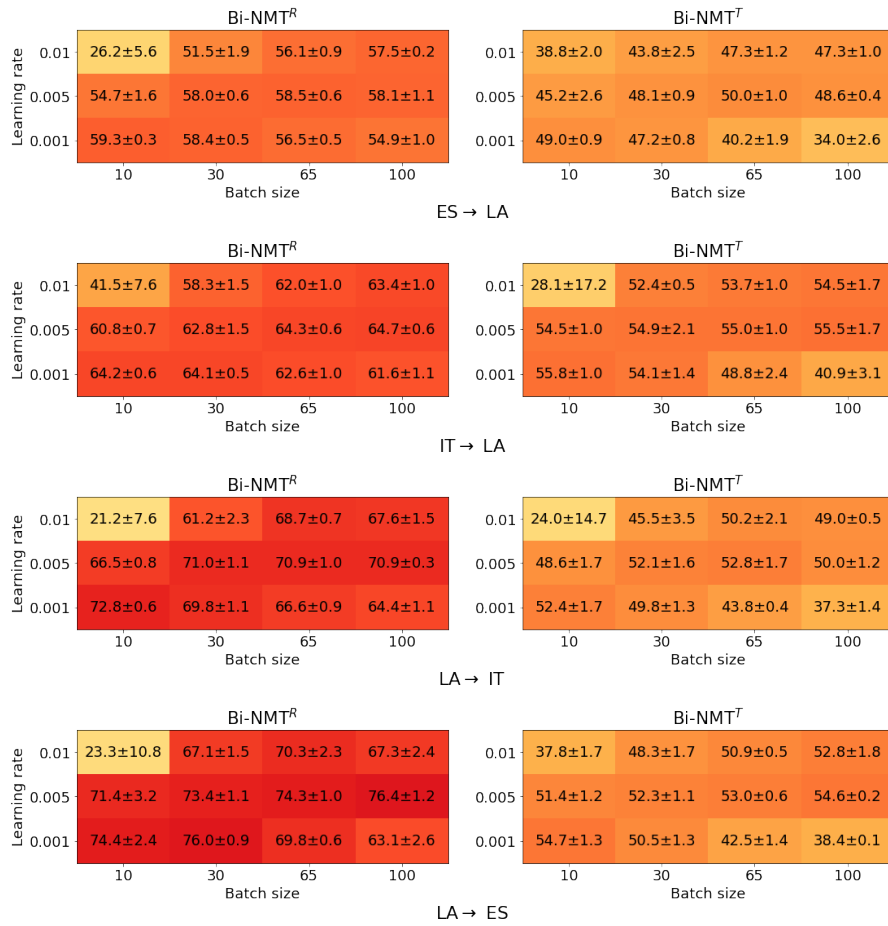 Bi-NMT^R Bi-NMT^T
Learning rate
0.01 26.2±5.6 51.5±1.9 56.1±0.9 57.5±0.2 38.8±2.0 43.8±2.5 47.3±1.2 47.3±1.0
0.005 54.7±1.6 58.0±0.6 58.5±0.6 58.1±1.1 45.2±2.6 48.1±0.9 50.0±1.0 48.6±0.4
0.001 59.3±0.3 58.4±0.5 56.5±0.5 54.9±1.0 49.0±0.9 47.2±0.8 40.2±1.9 34.0±2.6
10 30 65 100 10 30 65 100
Batch size Batch size
ES → LA
Bi-NMT^R Bi-NMT^T
Learning rate
0.01 41.5±7.6 58.3±1.5 62.0±1.0 63.4±1.0 28.1±17.2 52.4±0.5 53.7±1.0 54.5±1.7
0.005 60.8±0.7 62.8±1.5 64.3±0.6 64.7±0.6 54.5±1.0 54.9±2.1 55.0±1.0 55.5±1.7
0.001 64.2±0.6 64.1±0.5 62.6±1.0 61.6±1.1 55.8±1.0 54.1±1.4 48.8±2.4 40.9±3.1
10 30 65 100 10 30 65 100
Batch size Batch size
IT → LA
Bi-NMT^R Bi-NMT^T
Learning rate
0.01 21.2±7.6 61.2±2.3 68.7±0.7 67.6±1.5 24.0±14.7 45.5±3.5 50.2±2.1 49.0±0.5
0.005 66.5±0.8 71.0±1.1 70.9±1.0 70.9±0.3 48.6±1.7 52.1±1.6 52.8±1.7 50.0±1.2
0.001 72.8±0.6 69.8±1.1 66.6±0.9 64.4±1.1 52.4±1.7 49.8±1.3 43.8±0.4 37.3±1.4
10 30 65 100 10 30 65 100
Batch size Batch size
LA → IT
Bi-NMT^R Bi-NMT^T
Learning rate
0.01 23.3±10.8 67.1±1.5 70.3±2.3 67.3±2.4 37.8±1.7 48.3±1.7 50.9±0.5 52.8±1.8
0.005 71.4±3.2 73.4±1.1 74.3±1.0 76.4±1.2 51.4±1.2 52.3±1.1 53.0±0.6 54.6±0.2
0.001 74.4±2.4 76.0±0.9 69.8±0.6 63.1±2.6 54.7±1.3 50.5±1.3 42.5±1.4 38.4±0.1
10 30 65 100 10 30 65 100
Batch size Batch size
LA → ES